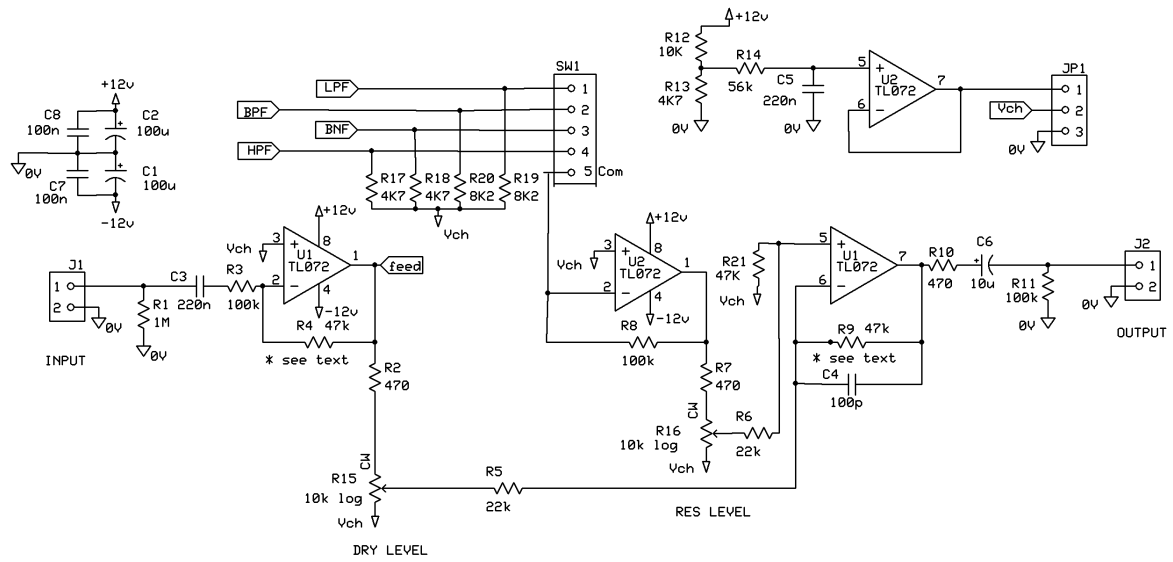 +12v
R12
10K
R14
56k
R13
4K7
C5
220n
0V
0V
5
+
6
−
U2
TL072
7
JP1
1
Vch
2
3
0V
SW1
LPF
1
BPF
2
BNF
3
HPF
4
5 Com
R17
4K7
R18
4K7
R20
8K2
R19
8K2
Vch
+12v
C8
100n
+
C2
100u
0V
C7
100n
+
C1
100u
-12v
+12v
Vch
3
+
8
U1
TL072
1
feed
2
−
4
-12v
J1
1
2
0V
INPUT
R1
1M
0V
C3
220n
R3
100k
R4 47k
* see text
R2
470
CW
R15
10k log
Vch
DRY LEVEL
R5
22k
+12v
Vch
3
+
8
U2
TL072
1
2
−
4
-12v
R8
100k
R7
470
CW
R16
10k log
Vch
R6
22k
RES LEVEL
R21
47K
Vch
5
+
U1
TL072
7
6
−
R9 47k
* see text
C4
100p
R10
470
C6
+
10u
R11
100k
0V
J2
1
2
0V
OUTPUT